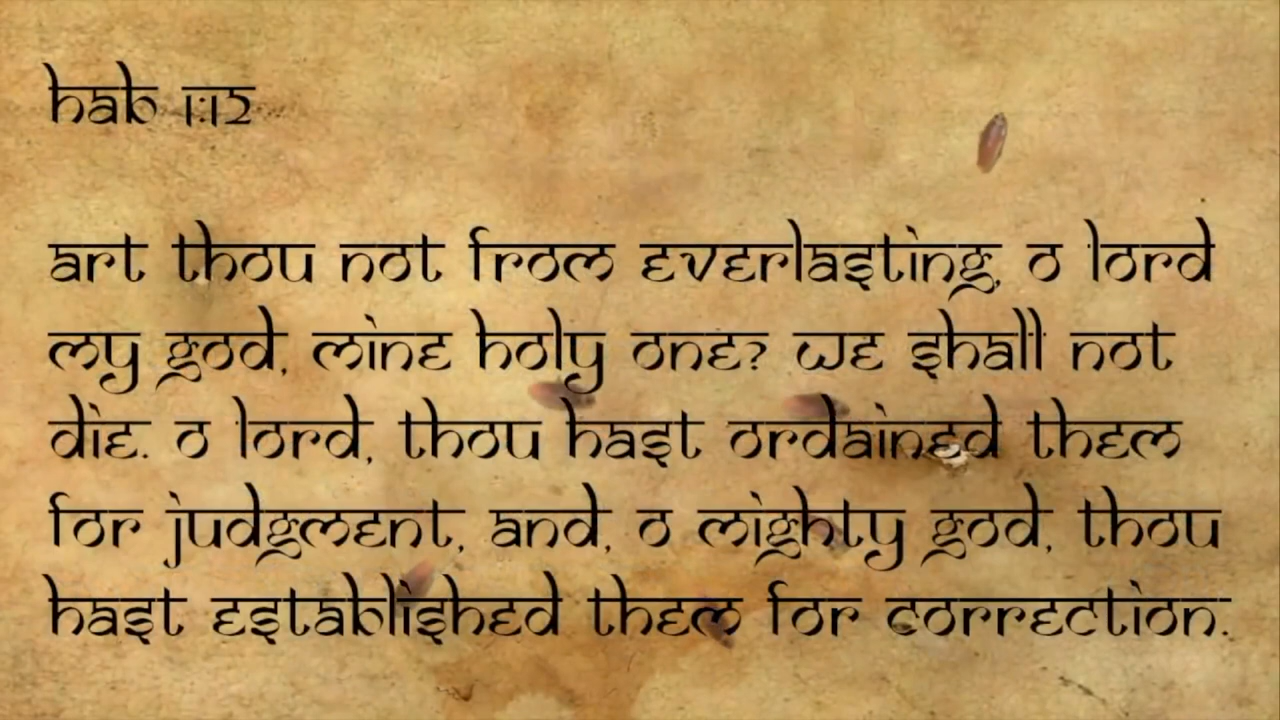 hab 1:12
art thou not from everlasting, o lord
my god, mine holy one? we shall not
die. o lord, thou hast ordained them
for judgment, and, o mighty god, thou
hast established them for correction.